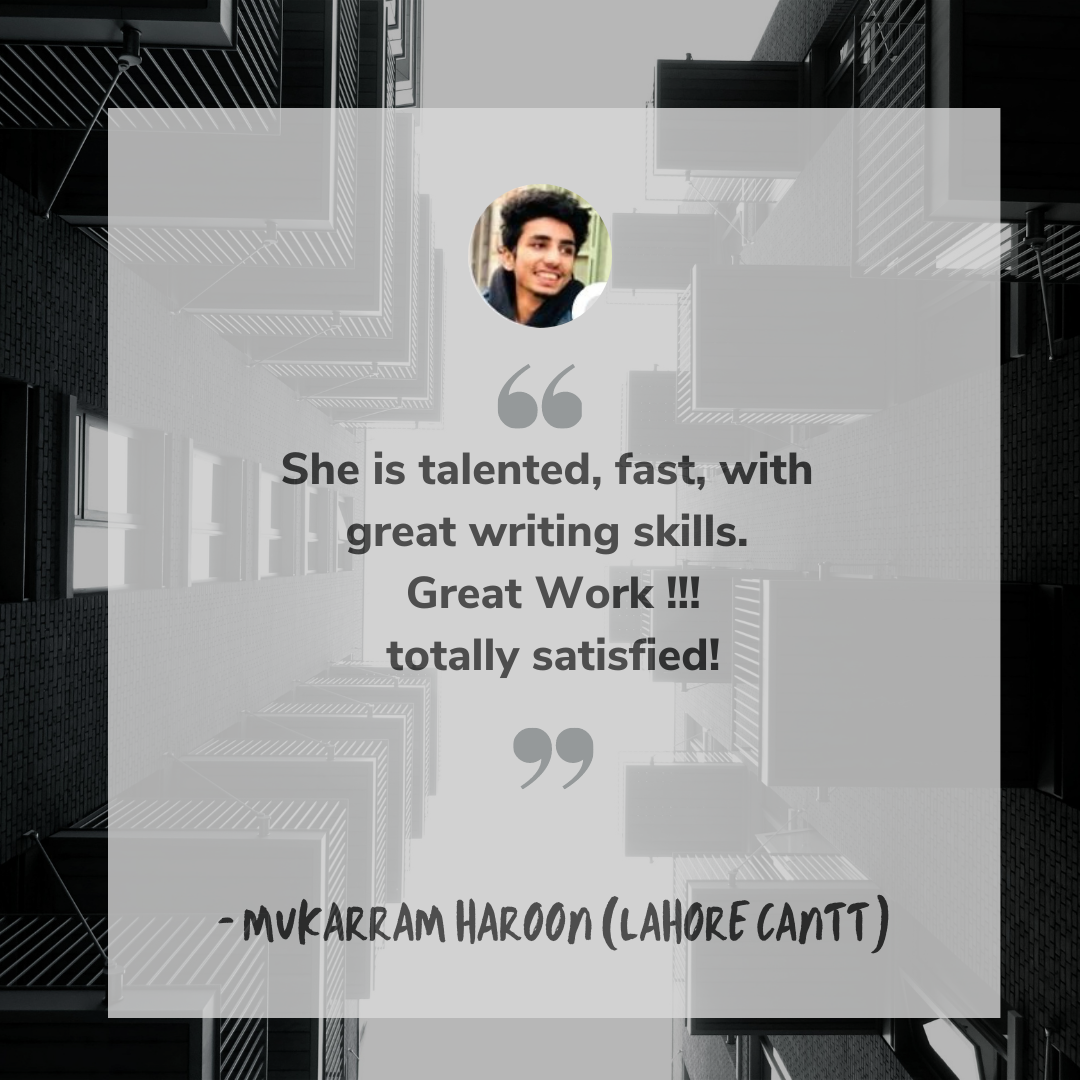 “
She is talented, fast, with
great writing skills.
Great Work !!!
totally satisfied!
”
- MUKARRAM HAROON (LAHORE CANTT)